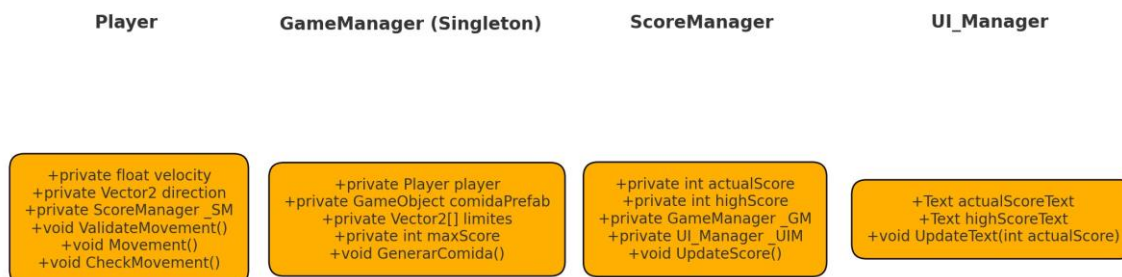 Player
+private float velocity
+private Vector2 direction
+private ScoreManager _SM
+void ValidateMovement()
+void Movement()
+void CheckMovement()
GameManager (Singleton)
+private Player player
+private GameObject comidaPrefab
+private Vector2[] limites
+private int maxScore
+void GenerarComida()
ScoreManager
+private int actualScore
+private int highScore
+private GameManager _GM
+private UI_Manager _UIM
+void UpdateScore()
UI_Manager
+Text actualScoreText
+Text highScoreText
+void UpdateText(int actualScore)